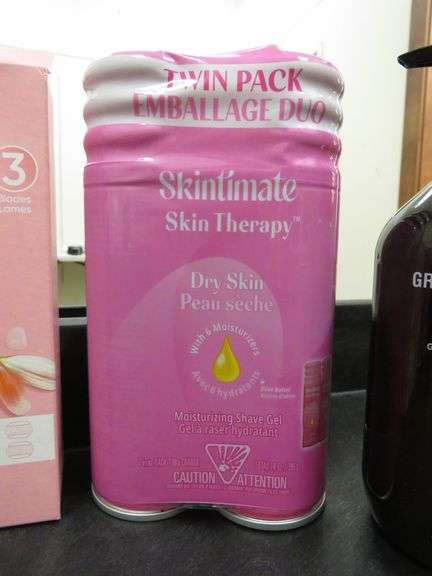 TWIN PACK
EMBALLAGE DUO
Skintimate
Skin Therapy™
Dry Skin
Peau sèche
With 6 Moisturizers
Avec 6 hydratants
Moisturizing Shave Gel
Gel à raser hydratant
CAUTION ATTENTION
3
Blades
Lames
GR